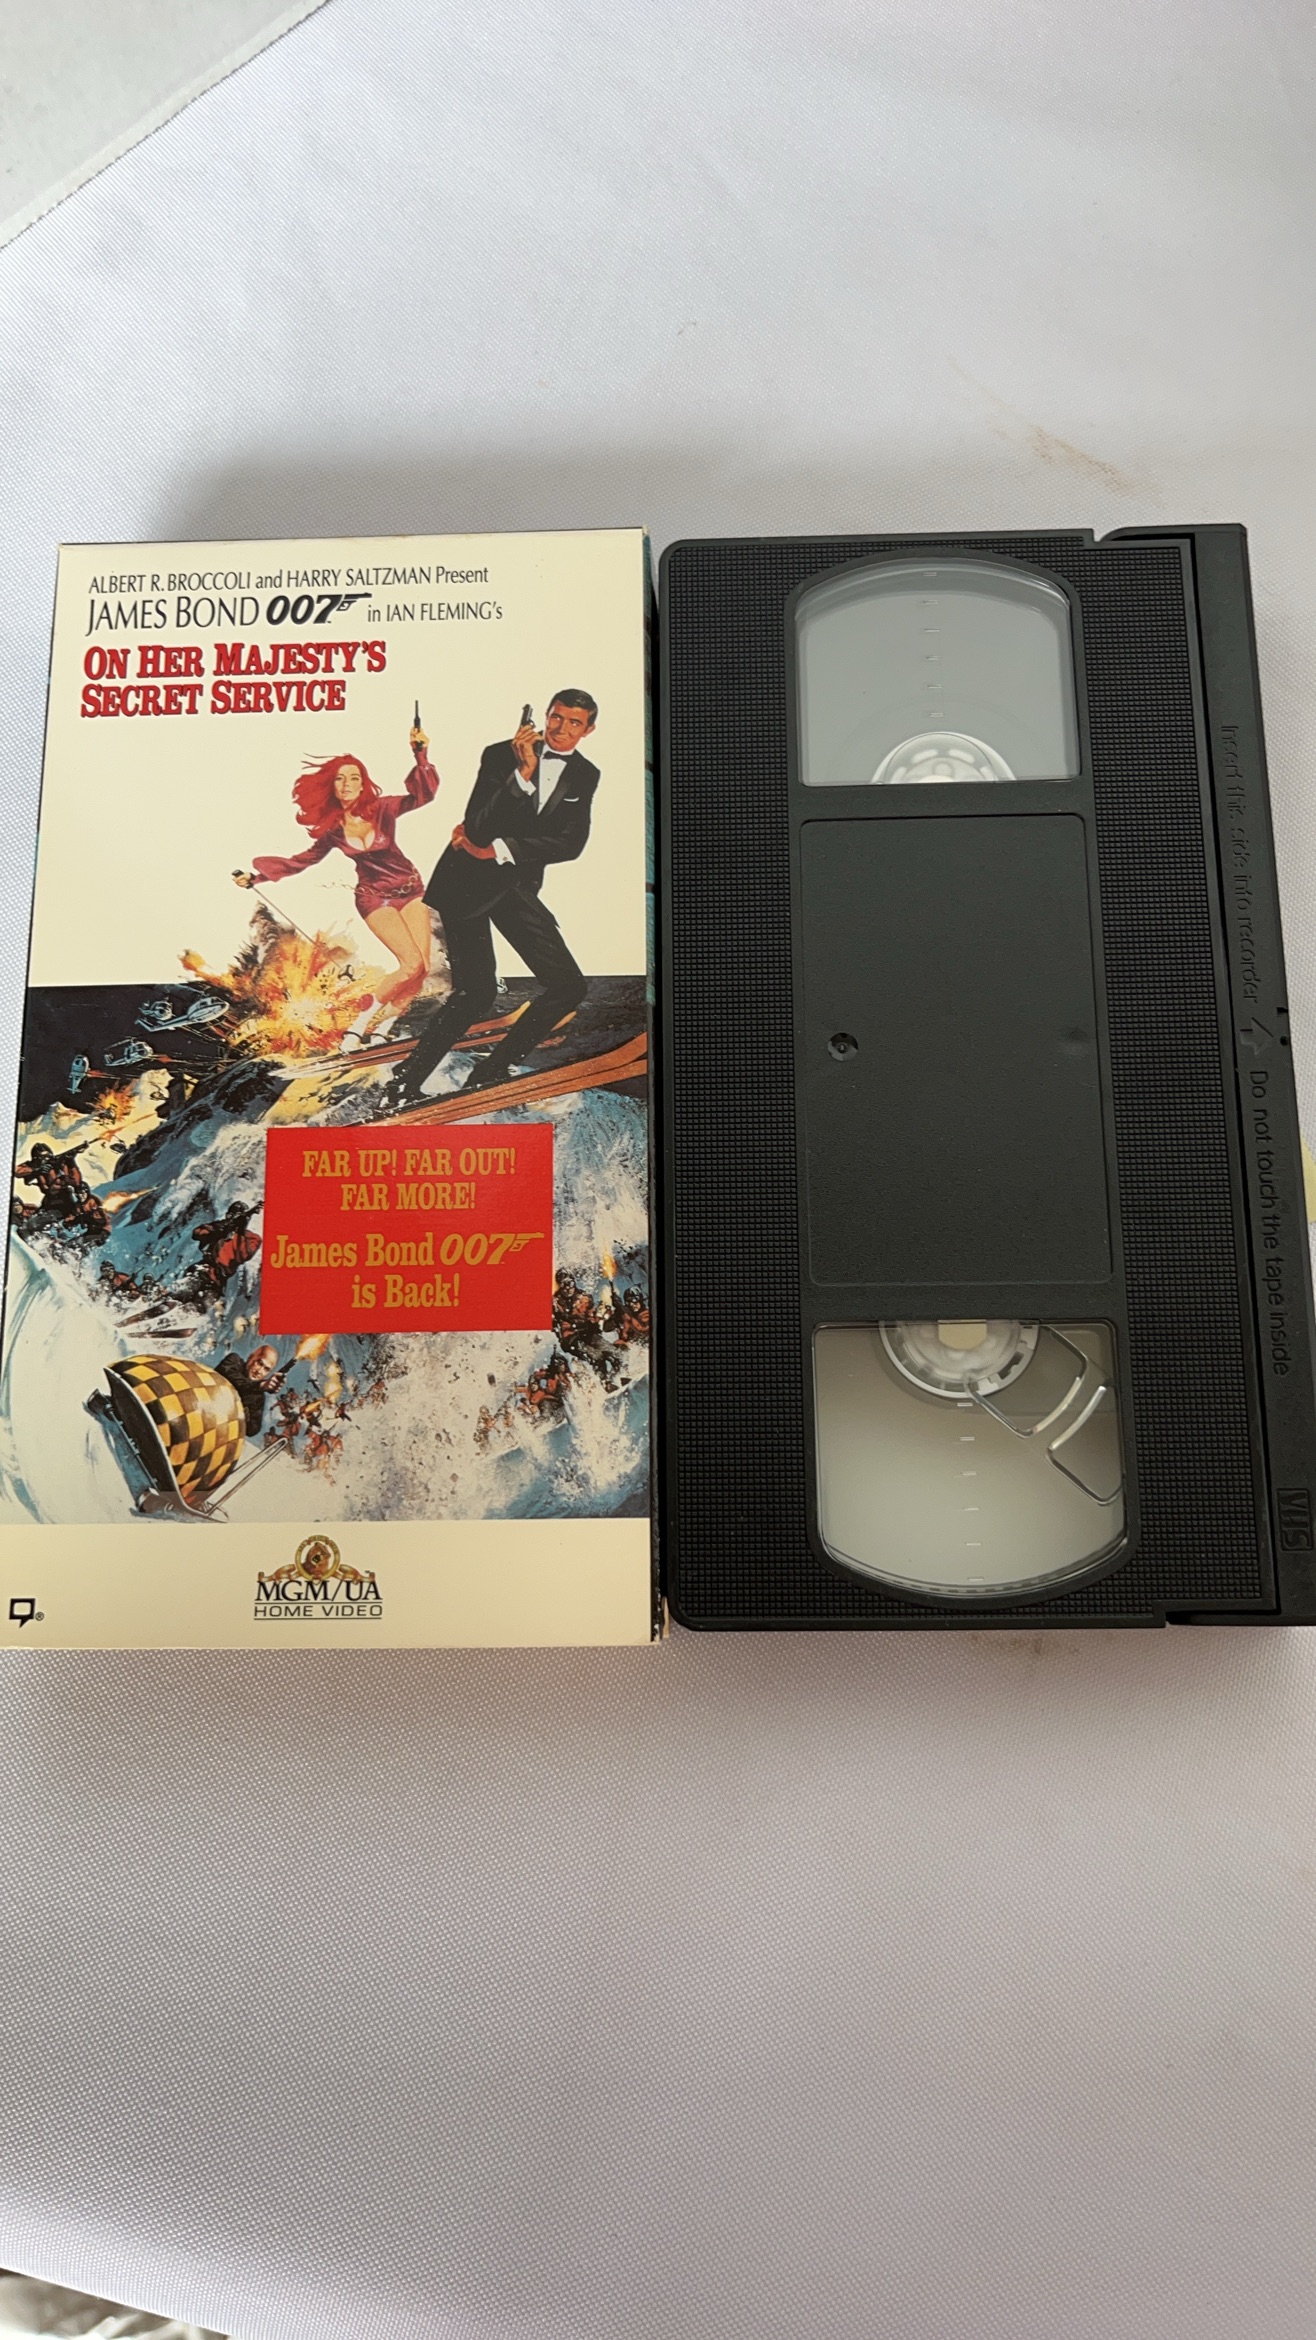 ALBERT R. BROCCOLI and HARRY SALTZMAN Present
JAMES BOND 007 in IAN FLEMING'S
ON HER MAJESTY'S
SECRET SERVICE
FAR UP! FAR OUT!
FAR MORE!
James Bond 007
is Back!
MGM/UA
HOME VIDEO
®
Insert this side into recorder
Do not touch the tape inside
VHS